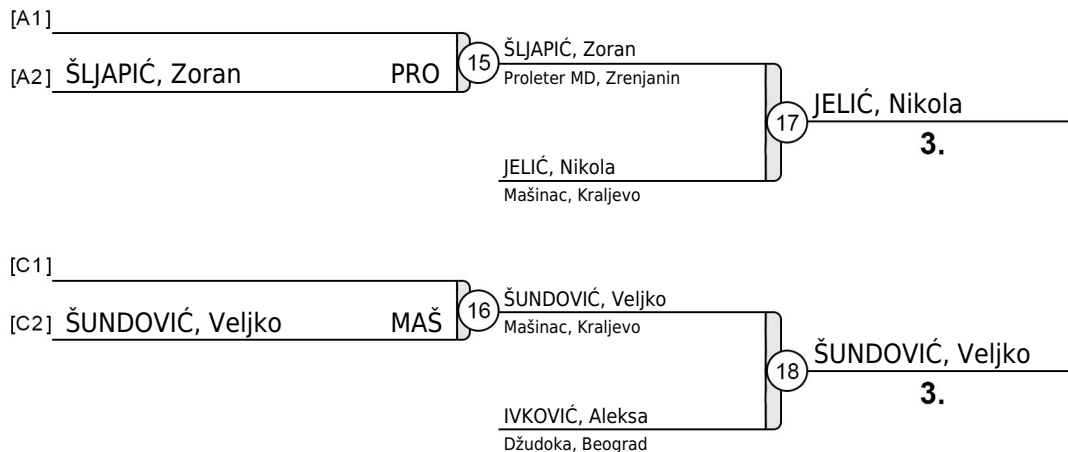 [A1]
[A2] ŠLJAPIĆ, Zoran PRO
15
ŠLJAPIĆ, Zoran
Proleter MD, Zrenjanin
JELIĆ, Nikola
Mašinac, Kraljevo
17
JELIĆ, Nikola
3.
[C1]
[C2] ŠUNDOVIĆ, Veljko MAŠ
16
ŠUNDOVIĆ, Veljko
Mašinac, Kraljevo
IVKOVIĆ, Aleksa
Džudoka, Beograd
18
ŠUNDOVIĆ, Veljko
3.